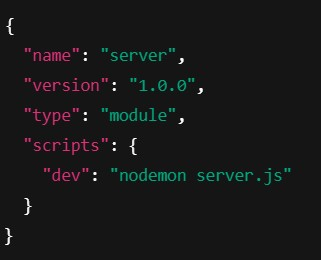 {
  "name": "server",
  "version": "1.0.0",
  "type": "module",
  "scripts": {
    "dev": "nodemon server.js"
  }
}